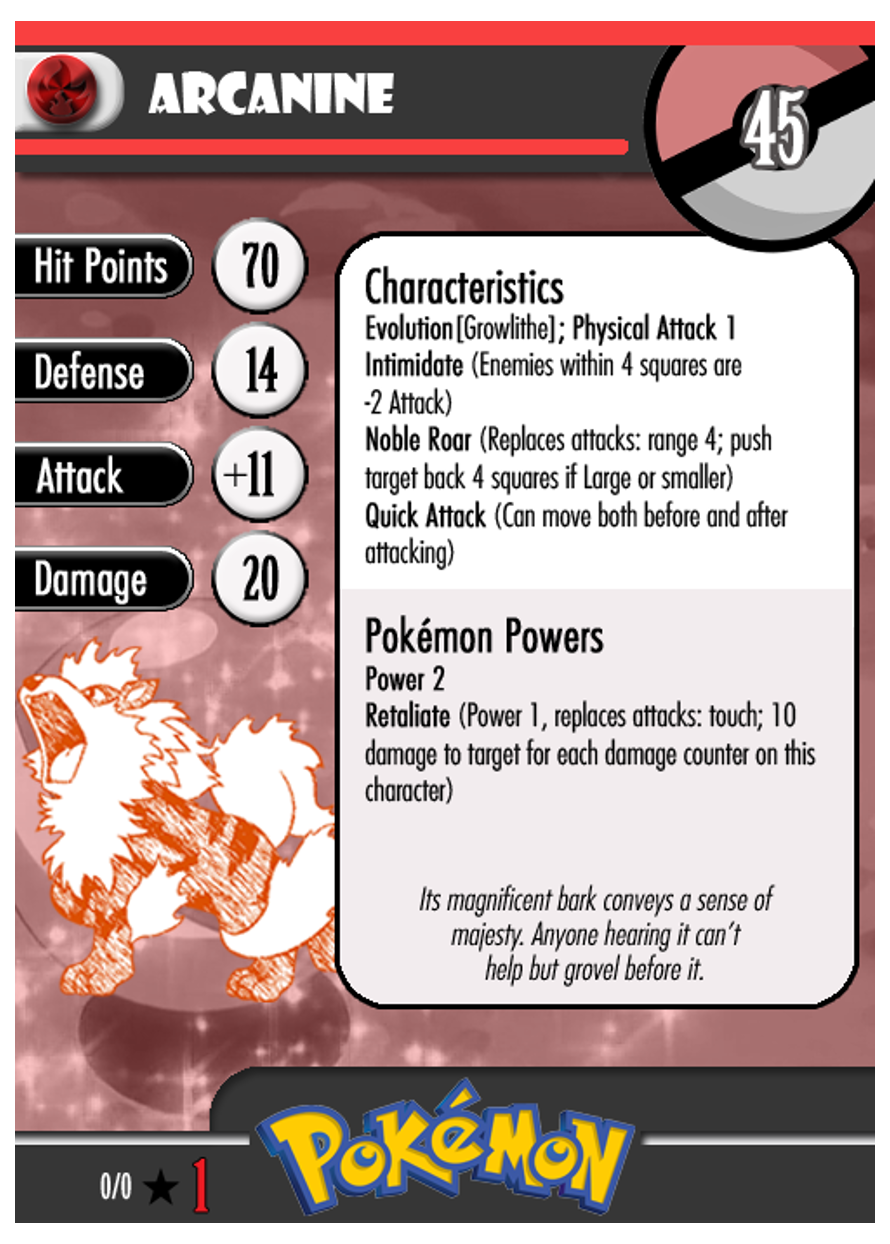 ARCANINE
45
Hit Points 70
Defense 14
Attack +11
Damage 20
Characteristics
Evolution[Growlithe]; Physical Attack 1
Intimidate (Enemies within 4 squares are
-2 Attack)
Noble Roar (Replaces attacks: range 4; push
target back 4 squares if Large or smaller)
Quick Attack (Can move both before and after
attacking)
Pokémon Powers
Power 2
Retaliate (Power 1, replaces attacks: touch; 10
damage to target for each damage counter on this
character)
Its magnificent bark conveys a sense of
majesty. Anyone hearing it can't
help but grovel before it.
0/0 ★ 1
POKéMON